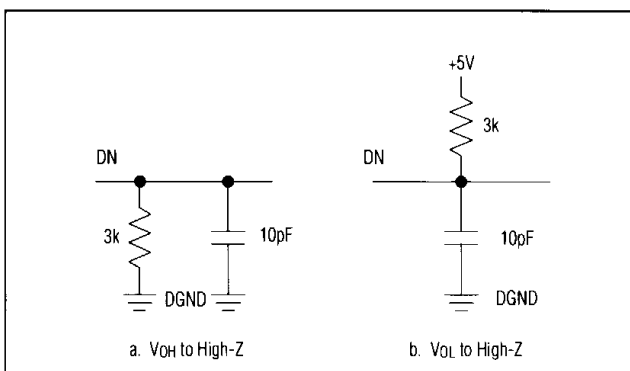 +5V
3k
DN
DN
3k
10pF
10pF
DGND
DGND
a. VOH to High-Z
b. VOL to High-Z